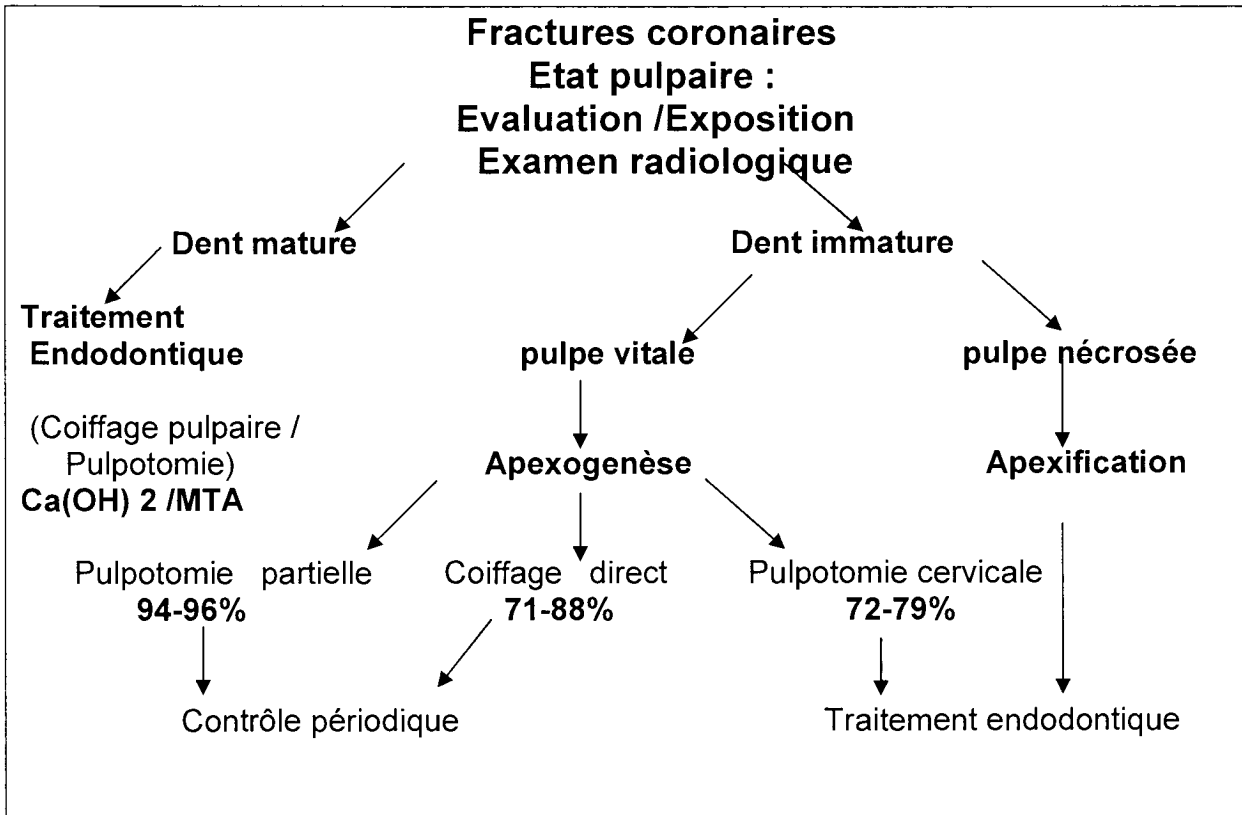 Fractures coronaires
Etat pulpaire :
Evaluation /Exposition
Examen radiologique
Dent mature
Dent immature
Traitement
Endodontique
pulpe vitale
pulpe nécrosée
(Coiffage pulpaire /
Pulpotomie)
Ca(OH) 2 /MTA
Apexogenèse
Apexification
Pulpotomie partielle
94-96%
Coiffage direct
71-88%
Pulpotomie cervicale
72-79%
Contrôle périodique
Traitement endodontique